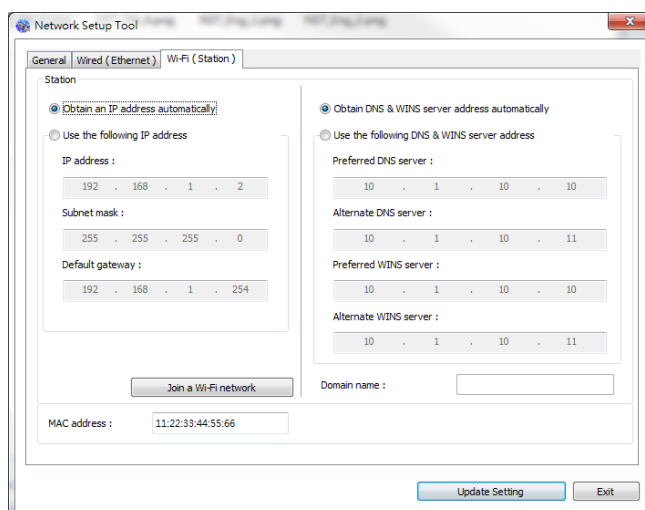 Network Setup Tool
General Wired ( Ethernet ) Wi-Fi ( Station )
Station
Obtain an IP address automatically
Use the following IP address
IP address :
192 . 168 . 1 . 2
Subnet mask :
255 . 255 . 255 . 0
Default gateway :
192 . 168 . 1 . 254
Join a Wi-Fi network
Obtain DNS & WINS server address automatically
Use the following DNS & WINS server address
Preferred DNS server :
10 . 1 . 10 . 10
Alternate DNS server :
10 . 1 . 10 . 11
Preferred WINS server :
10 . 1 . 10 . 10
Alternate WINS server :
10 . 1 . 10 . 11
Domain name :
MAC address : 11:22:33:44:55:66
Update Setting Exit